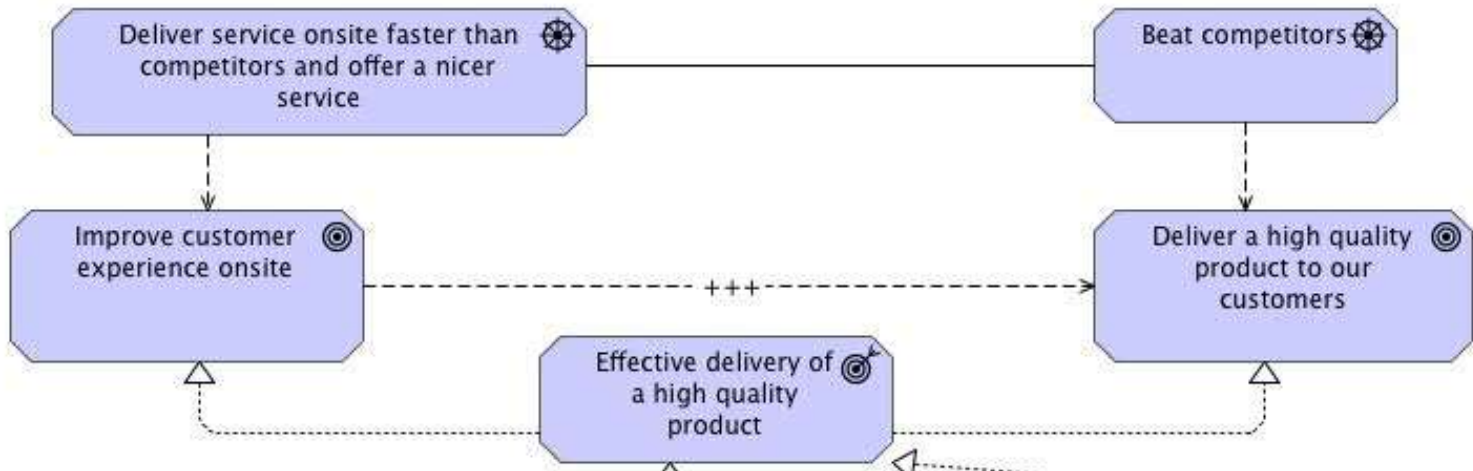 Deliver service onsite faster than
competitors and offer a nicer
service
Beat competitors
Improve customer
experience onsite
Deliver a high quality
product to our
customers
+++
Effective delivery of
a high quality
product